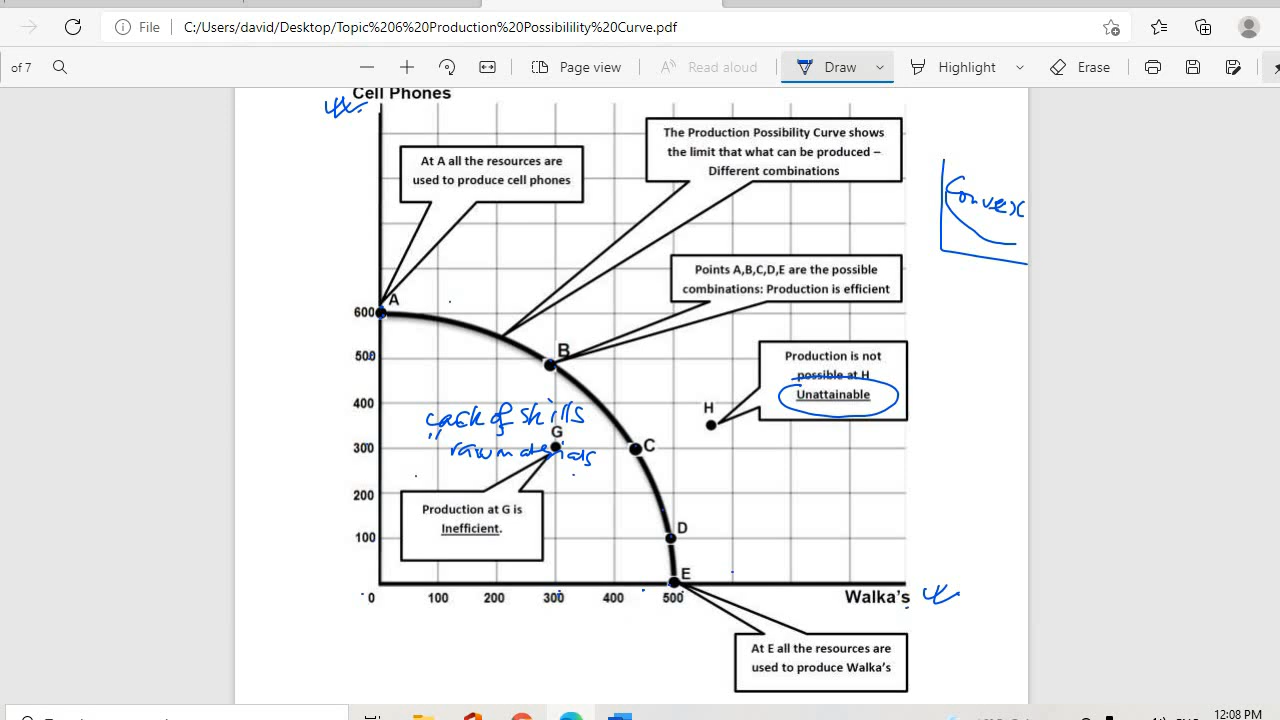 File
C:/Users/david/Desktop/Topic%206%20Production%20Possibilility%20Curve.pdf
of 7
Page view
Read aloud
Draw
Highlight
Erase
Cell Phones
The Production Possibility Curve shows
the limit that what can be produced –
Different combinations
At A all the resources are
used to produce cell phones
Convex
Points A,B,C,D,E are the possible
combinations: Production is efficient
A
600
B
500
Production is not
possible at H
Unattainable
400
H
Lack of skills
G
300
raw materials
C
200
Production at G is
Inefficient.
100
D
E
0
100
200
300
400
500
Walka's
At E all the resources are
used to produce Walka's
12:08 PM